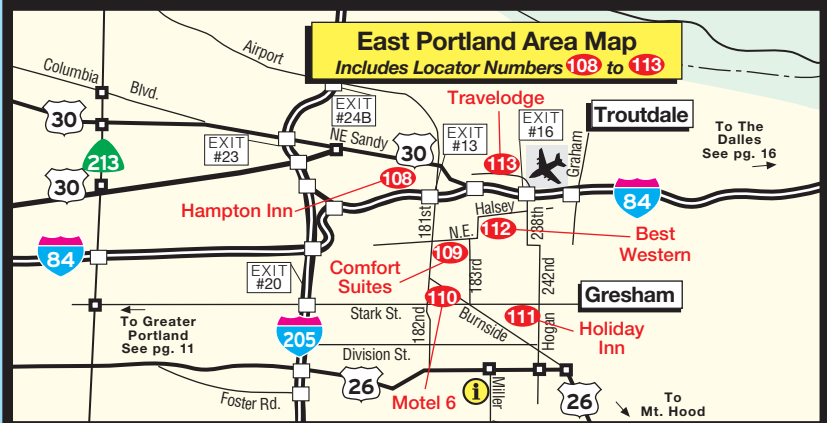 East Portland Area Map
Includes Locator Numbers 108 to 113
Airport
Columbia
Blvd.
30
213
30
EXIT
#24B
EXIT
#23
NE Sandy
30
Travelodge
EXIT
#13
EXIT
#16
113
Troutdale
Graham
To The
Dalles
See pg. 16
108
Hampton Inn
181st
Halsey
N.E.
112
238th
84
Best
Western
84
EXIT
#20
109
Comfort
Suites
183rd
242nd
110
Gresham
To Greater
Portland
See pg. 11
205
Stark St.
182nd
Burnside
111
Hogan
Holiday
Inn
Division St.
26
Foster Rd.
Motel 6
i
Miller
26
To
Mt. Hood